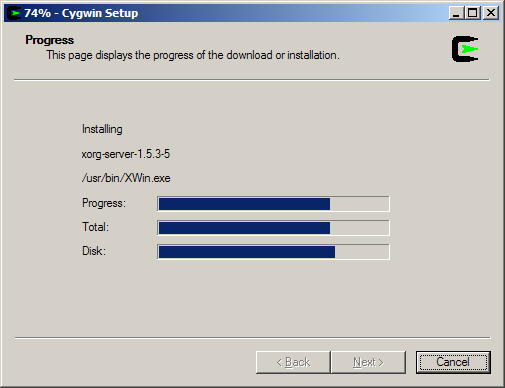 74% - Cygwin Setup
Progress
This page displays the progress of the download or installation.
Installing
xorg-server-1.5.3-5
/usr/bin/XWin.exe
Progress:
Total:
Disk:
< Back
Next >
Cancel